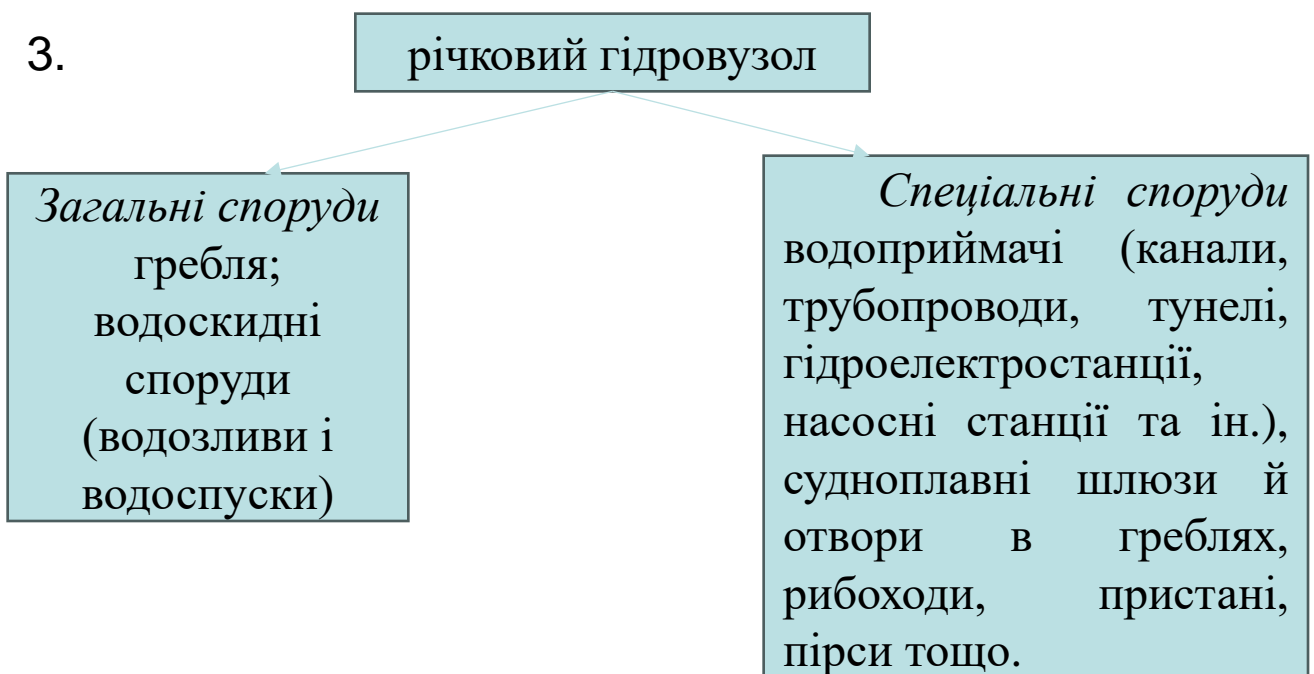 3.
річковий гідровузол
Загальні споруди
гребля;
водоскидні
споруди
(водозливи і
водоспуски)
Спеціальні споруди
водоприймачі (канали,
трубопроводи, тунелі,
гідроелектростанції,
насосні станції та ін.),
судноплавні шлюзи й
отвори в греблях,
рибоходи, пристані,
пірси тощо.